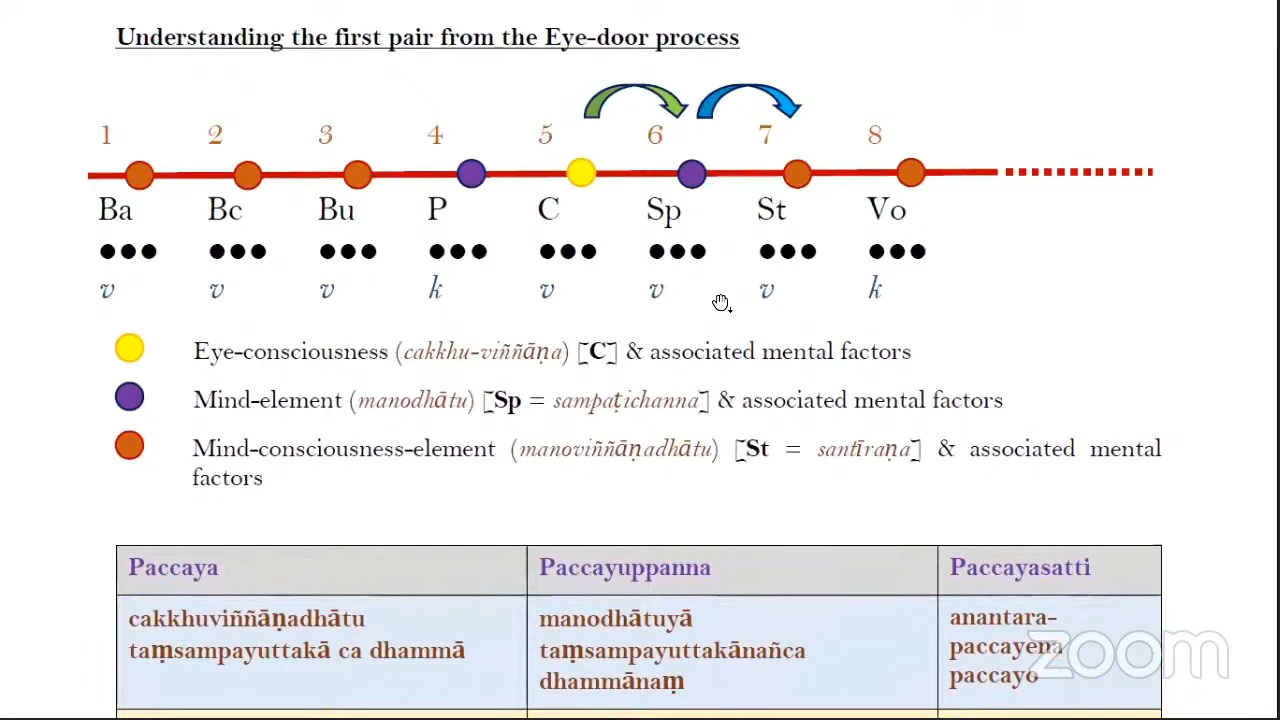 Understanding the first pair from the Eye-door process
1 2 3 4 5 6 7 8
Ba Bc Bu P C Sp St Vo
v v v k v v v k
Eye-consciousness (cakkhu-viññāṇa) [C] & associated mental factors
Mind-element (manodhātu) [Sp = sampaṭichanna] & associated mental factors
Mind-consciousness-element (manoviññāṇadhātu) [St = santīraṇa] & associated mental
factors
Paccaya Paccayuppanna Paccayasatti
cakkhuviññāṇadhātu
taṃsampayuttakā ca dhammā
manodhātuyā
taṃsampayuttakānañca
dhammānaṃ
anantara-
paccayena
paccayo
zoom